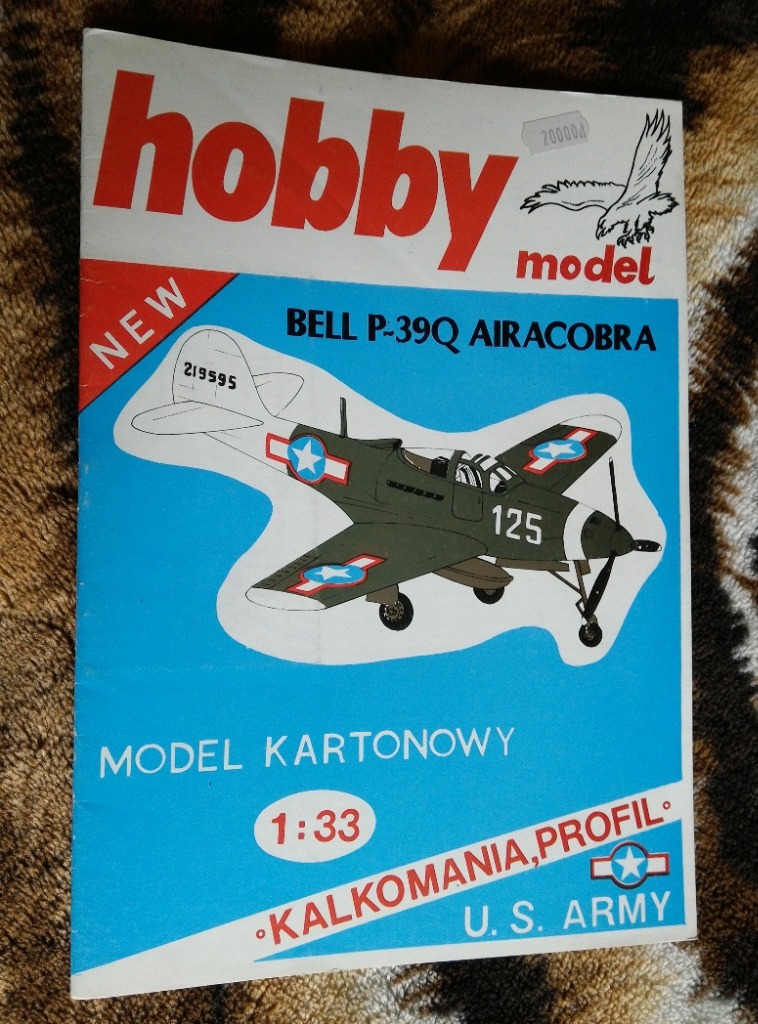 hobby
20000zł
model
NEW
BELL P-39Q AIRACOBRA
219595
125
MODEL KARTONOWY
1:33
KALKOMANIA, PROFIL
U. S. ARMY